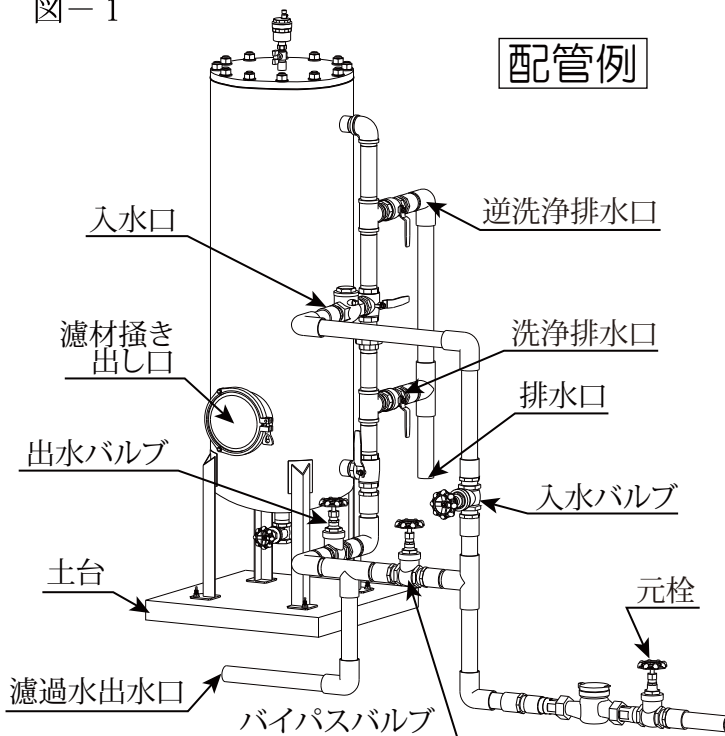 図－1
配管例
入水口
逆洗浄排水口
濾材掻き
出し口
洗浄排水口
排水口
出水バルブ
入水バルブ
土台
元栓
濾過水出水口
バイパスバルブ